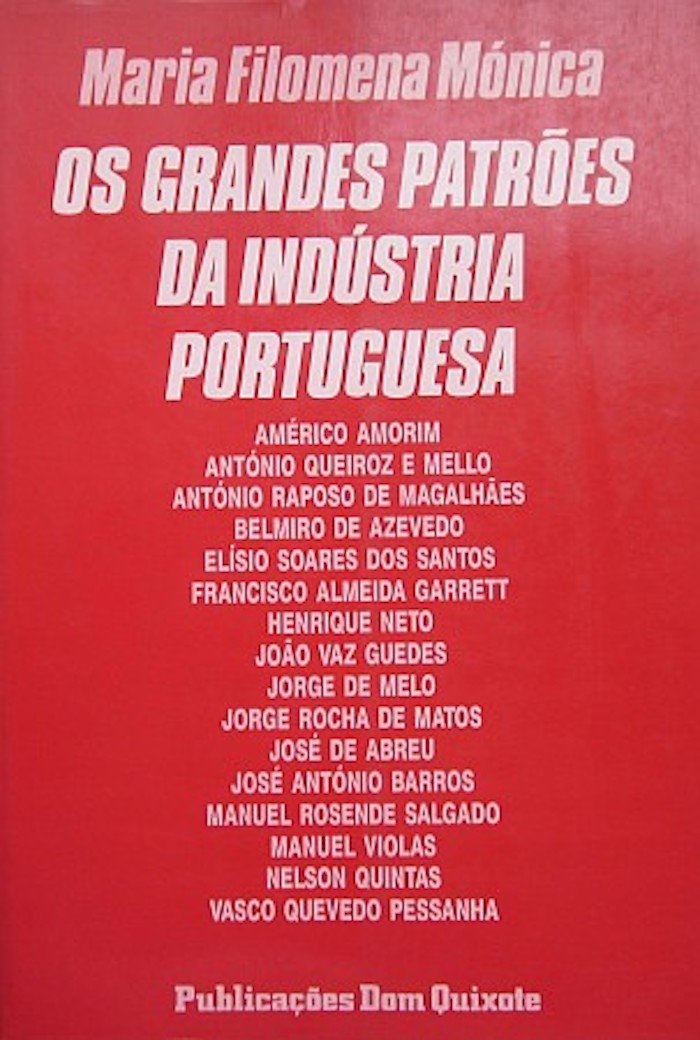 Maria Filomena Mónica
OS GRANDES PATRÕES
DA INDÚSTRIA
PORTUGUESA
AMÉRICO AMORIM
ANTÓNIO QUEIROZ E MELLO
ANTÓNIO RAPOSO DE MAGALHÃES
BELMIRO DE AZEVEDO
ELÍSIO SOARES DOS SANTOS
FRANCISCO ALMEIDA GARRETT
HENRIQUE NETO
JOÃO VAZ GUEDES
JORGE DE MELO
JORGE ROCHA DE MATOS
JOSÉ DE ABREU
JOSÉ ANTÓNIO BARROS
MANUEL ROSENDE SALGADO
MANUEL VIOLAS
NELSON QUINTAS
VASCO QUEVEDO PESSANHA
Publicações Dom Quixote